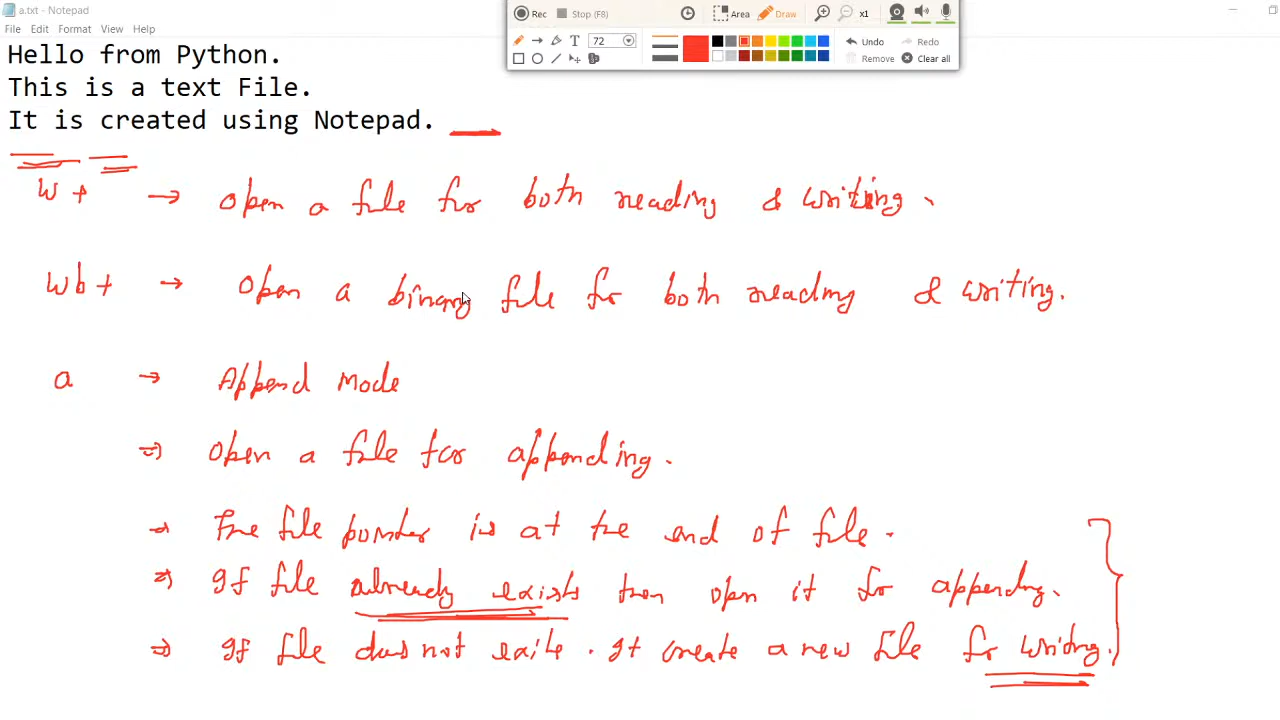 a.txt - Notepad
File Edit Format View Help
Rec Stop (F8) Area Draw x1
72 Undo Redo
Remove Clear all
Hello from Python.
This is a text File.
It is created using Notepad.
w+ → open a file for both reading & writing.
wb+ → open a binary file for both reading & writing.
a → Append Mode
⇒ open a file for appending.
→ The file pointer is at the end of file.
⇒ If file already exists then open it for appending.
⇒ If file does not exite. It create a new file for writing.